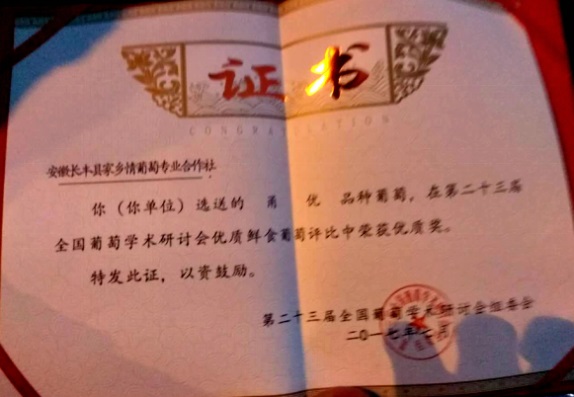 证书
CONGRATULATION
安徽长丰县家乡情葡萄专业合作社
你（你单位）选送的 甬 优 品种葡萄，在第二十三届
全国葡萄学术研讨会优质鲜食葡萄评比中荣获优质奖。
特发此证，以资鼓励。
第二十三届全国葡萄学术研讨会组委会
二〇一七年七月